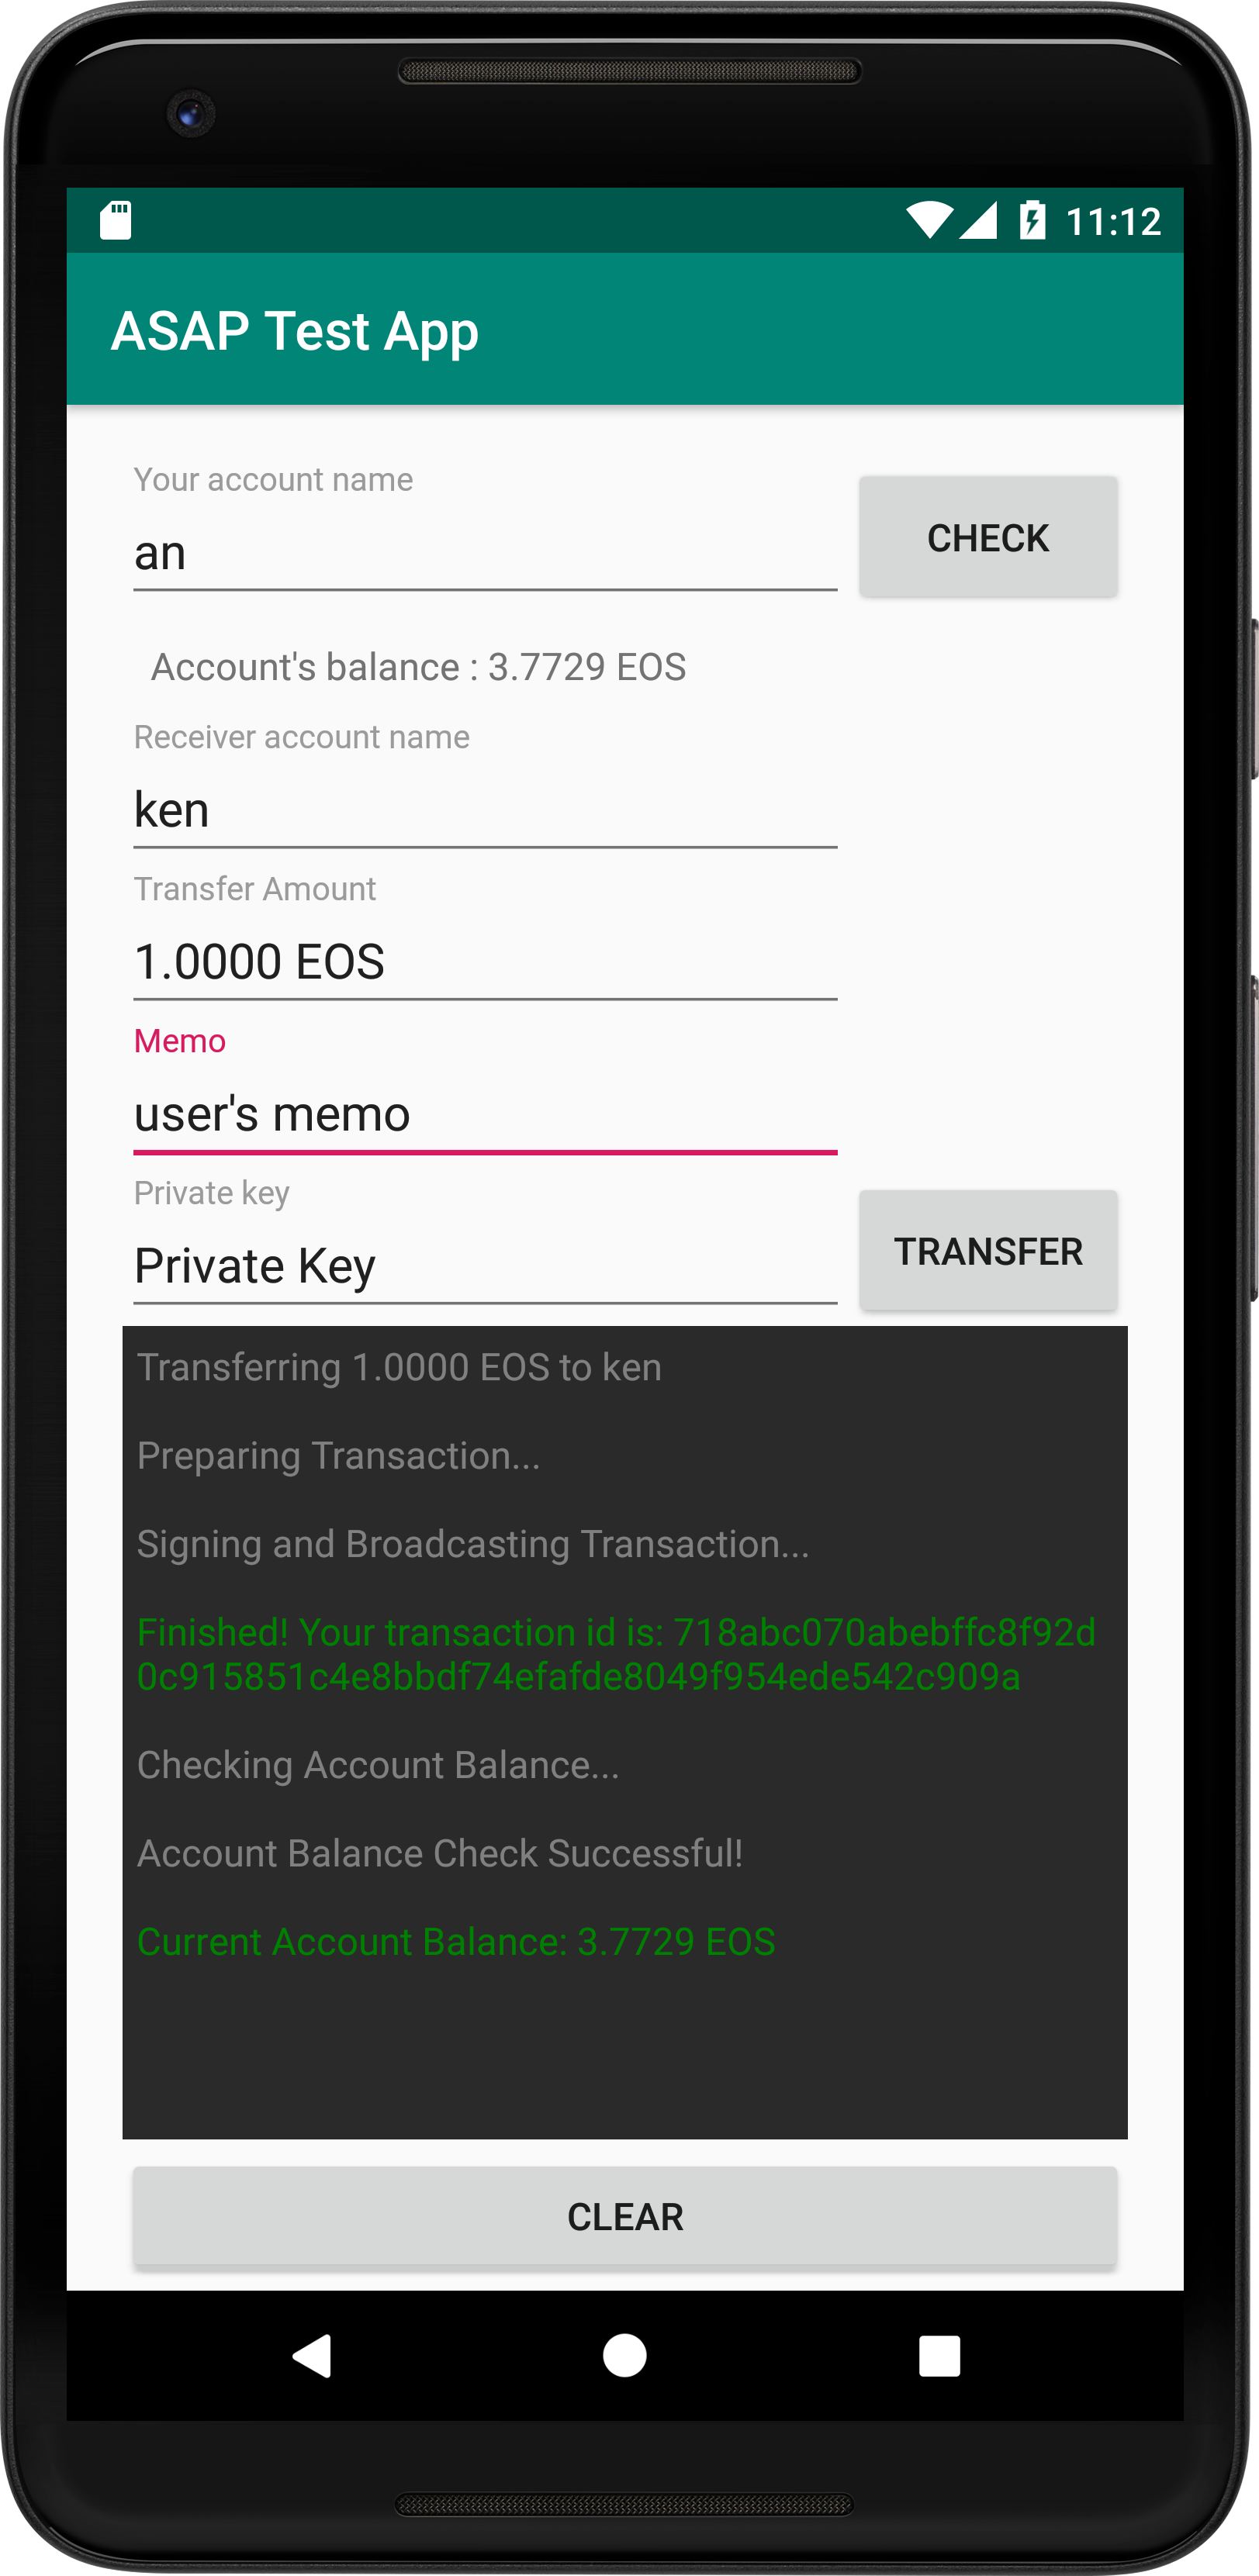 11:12
ASAP Test App
Your account name
an
CHECK
Account's balance : 3.7729 EOS
Receiver account name
ken
Transfer Amount
1.0000 EOS
Memo
user's memo
Private key
Private Key
TRANSFER
Transferring 1.0000 EOS to ken
Preparing Transaction...
Signing and Broadcasting Transaction...
Finished! Your transaction id is: 718abc070abebffc8f92d
0c915851c4e8bbdf74efafde8049f954ede542c909a
Checking Account Balance...
Account Balance Check Successful!
Current Account Balance: 3.7729 EOS
CLEAR